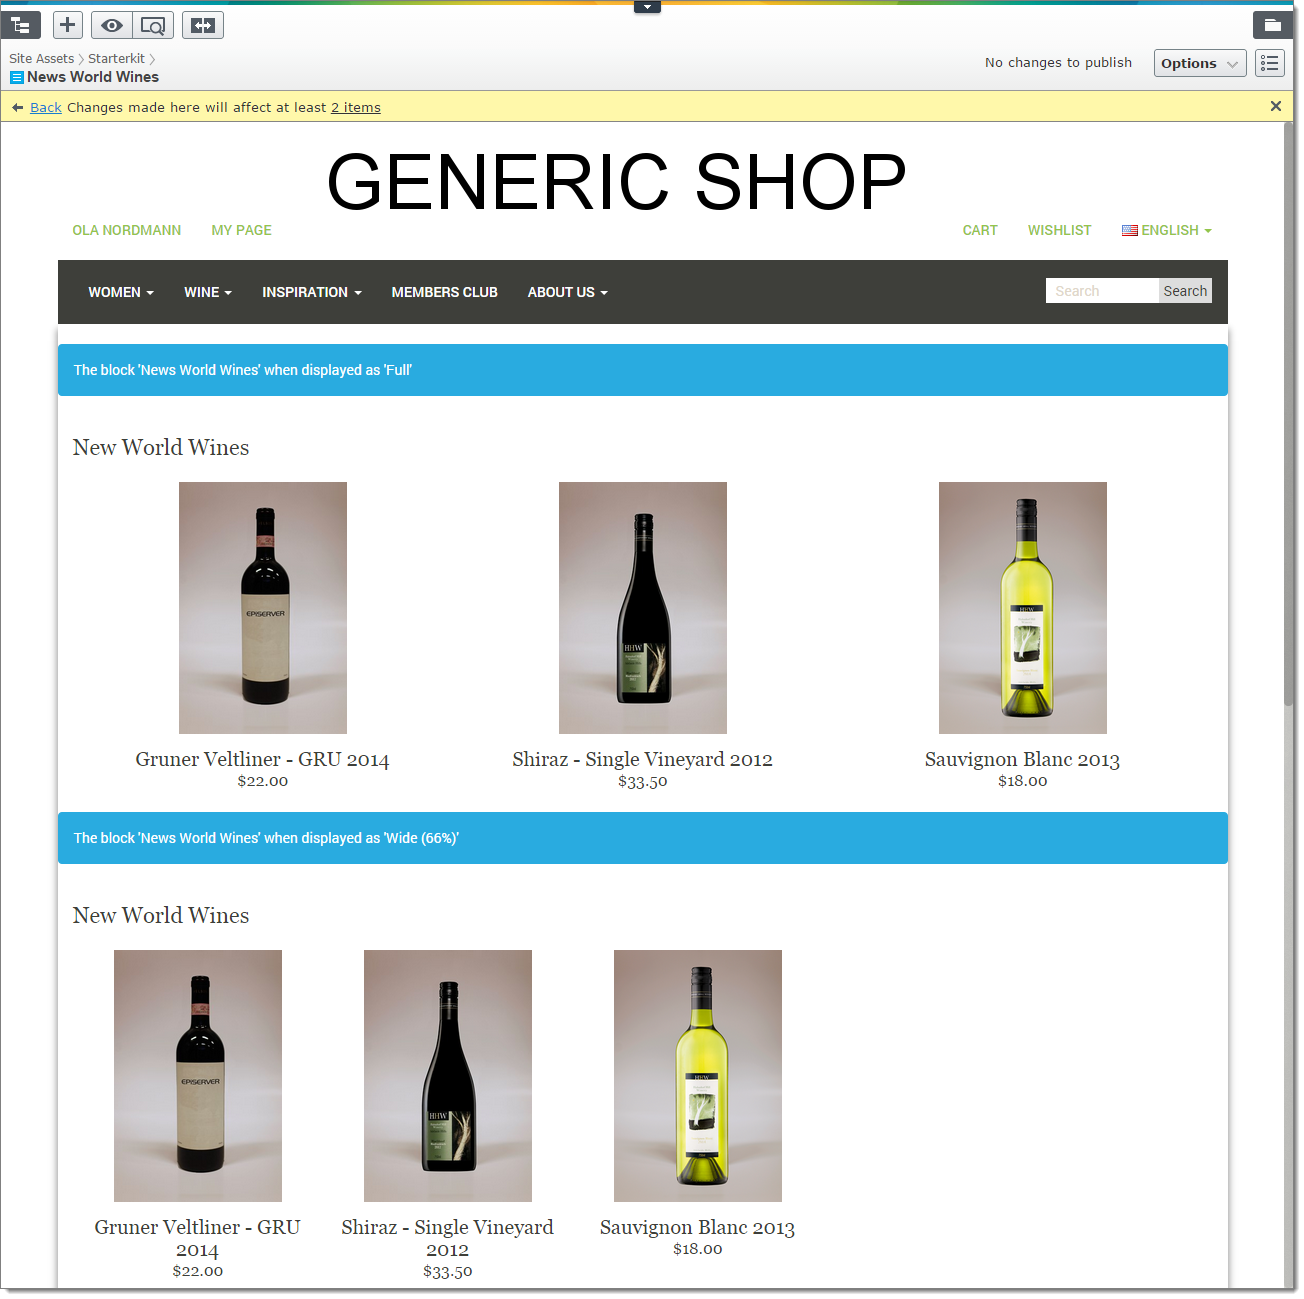 Site Assets > Starterkit >
News World Wines
No changes to publish
Options
Back Changes made here will affect at least 2 items
GENERIC SHOP
OLA NORDMANN MY PAGE CART WISHLIST ENGLISH
WOMEN WINE INSPIRATION MEMBERS CLUB ABOUT US Search Search
The block 'News World Wines' when displayed as 'Full'
New World Wines
EPISERVER
HHW
HHW
Gruner Veltliner - GRU 2014 Shiraz - Single Vineyard 2012 Sauvignon Blanc 2013
$22.00 $33.50 $18.00
The block 'News World Wines' when displayed as 'Wide (66%)'
New World Wines
EPISERVER
HHW
HHW
Gruner Veltliner - GRU Shiraz - Single Vineyard Sauvignon Blanc 2013
2014 2012 $18.00
$22.00 $33.50